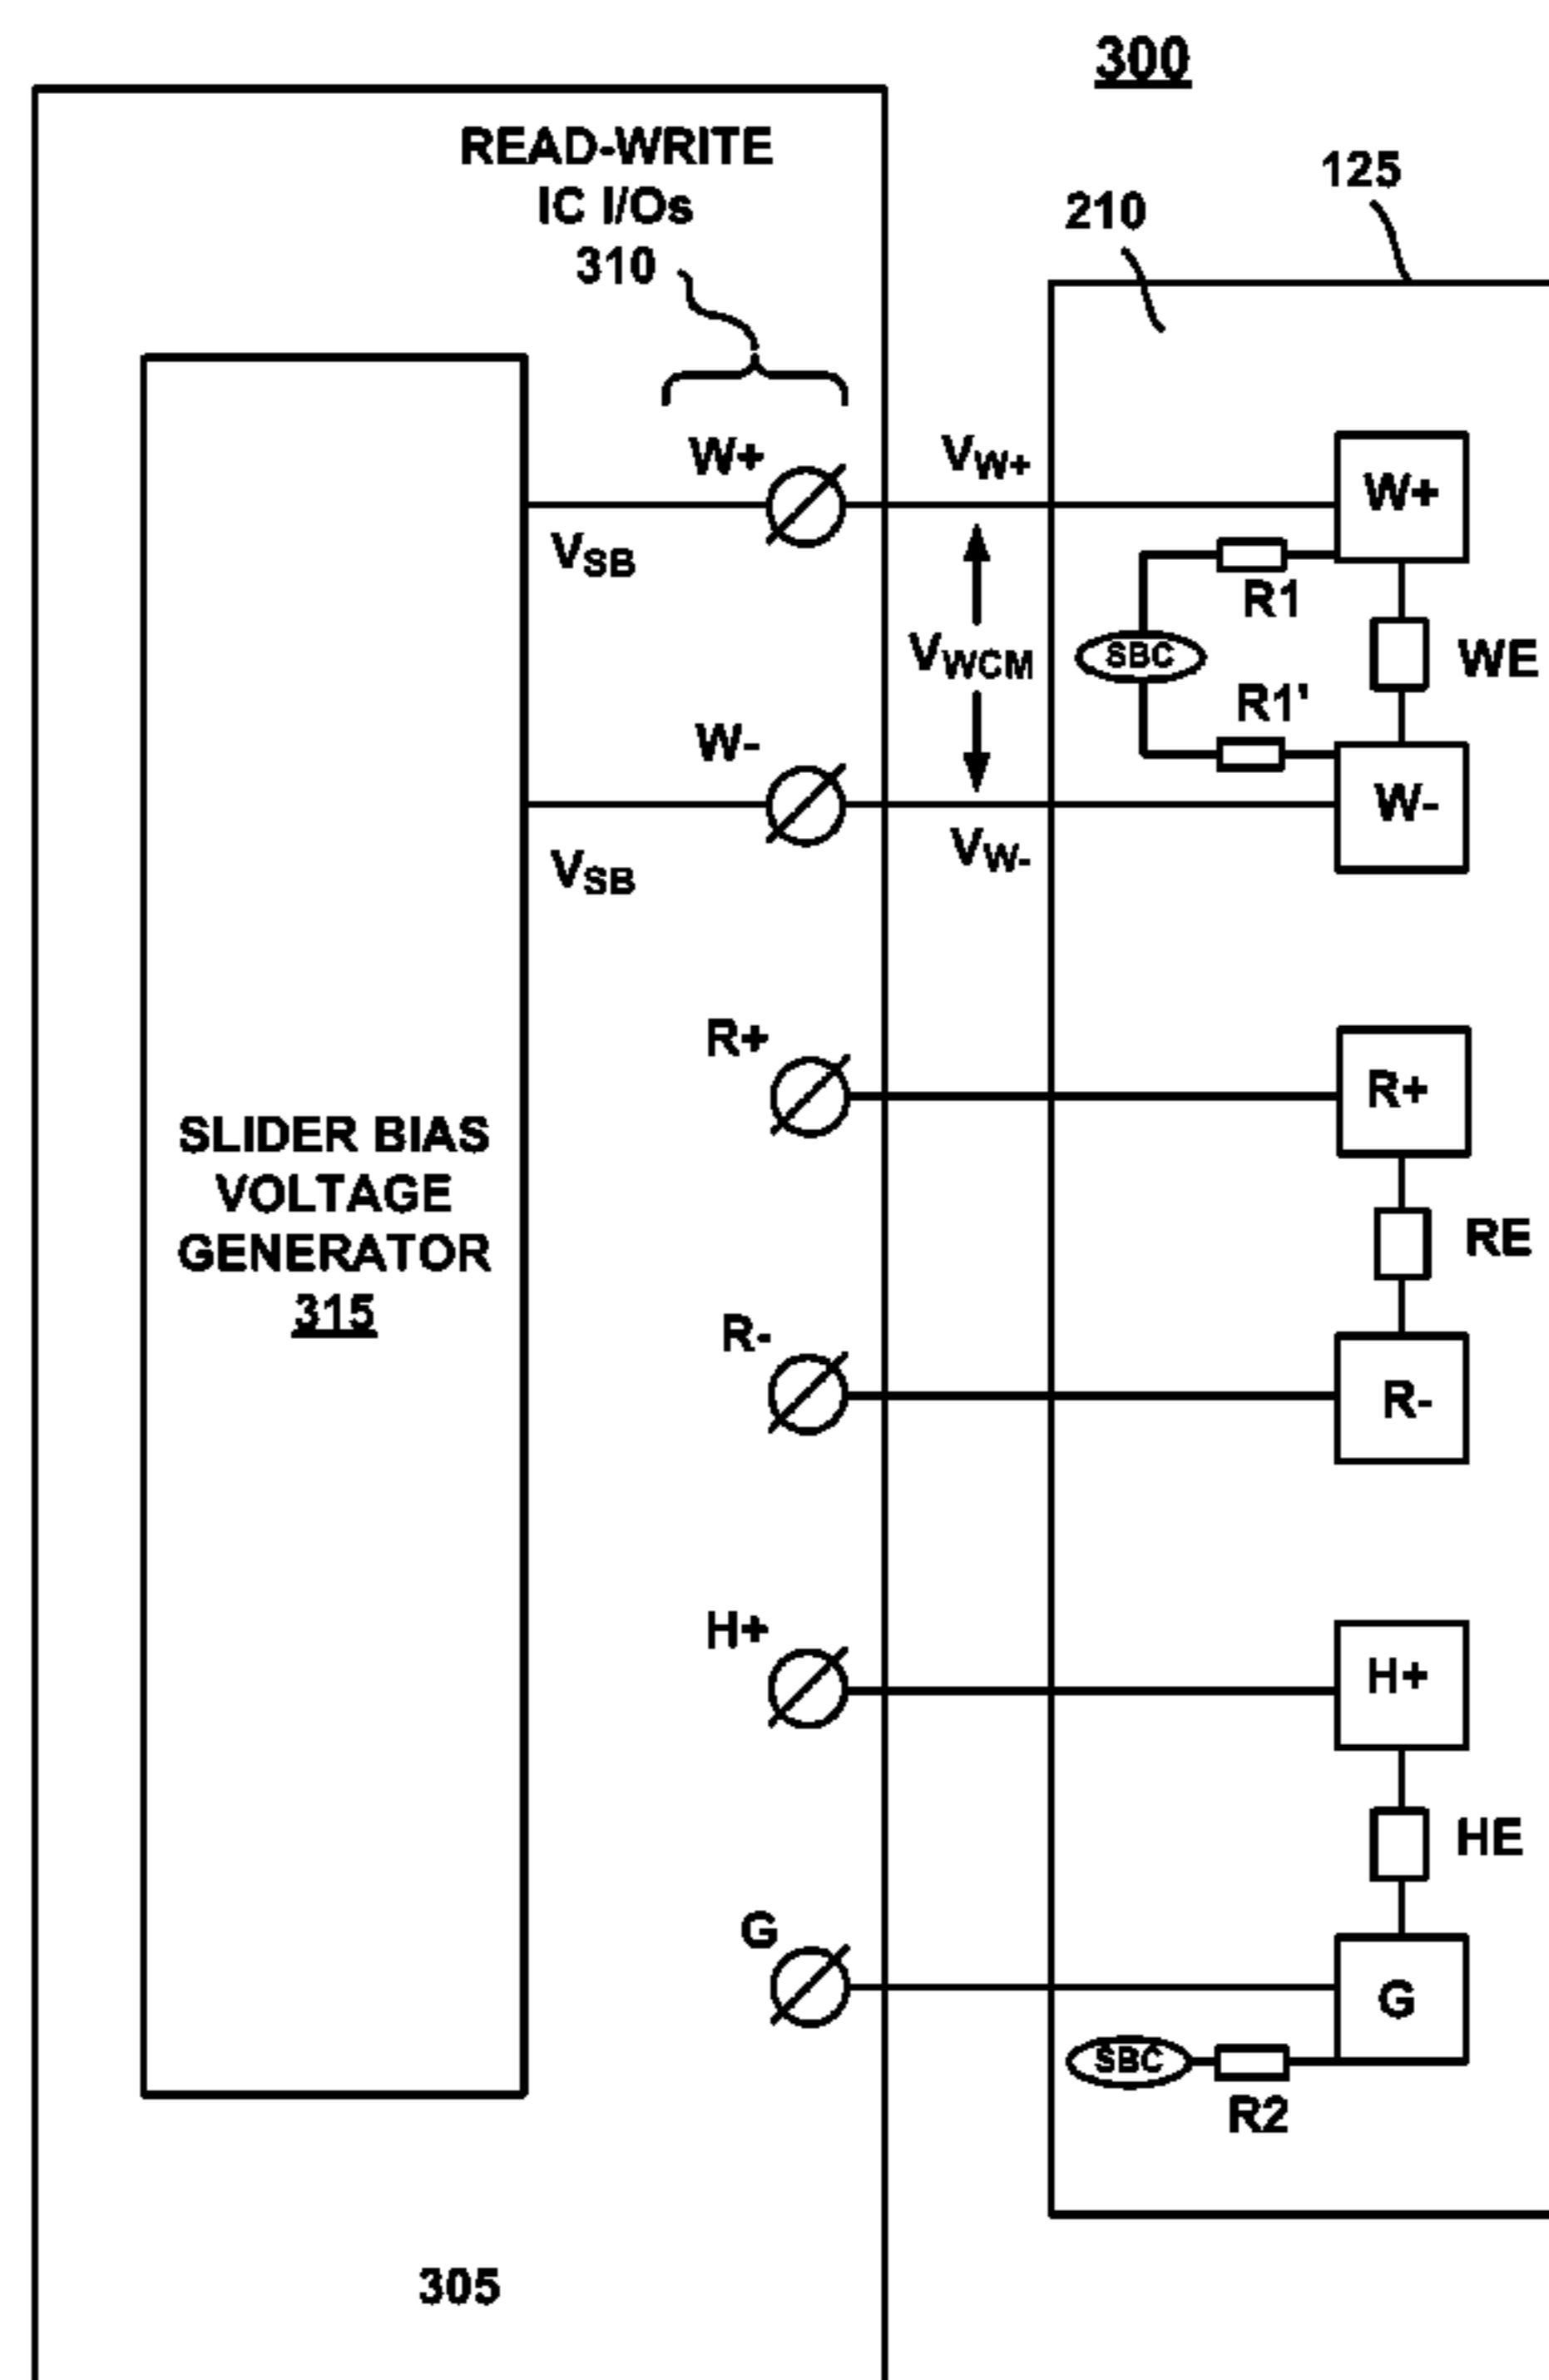 300
READ-WRITE
IC I/Os
310
125
210
W+
VW+
W+
VSB
R1
SBC
VWCM
WE
R1'
W-
W-
VSB
VW-
R+
R+
SLIDER BIAS
VOLTAGE
GENERATOR
315
RE
R-
R-
H+
H+
HE
G
G
SBC
R2
305